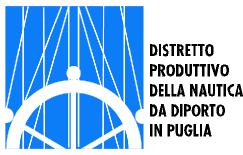 DISTRETTO
PRODUTTIVO
DELLA NAUTICA
DA DIPORTO
IN PUGLIA